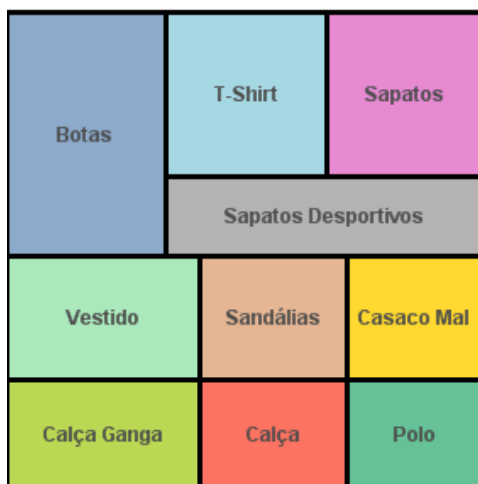 Botas
T-Shirt
Sapatos
Sapatos Desportivos
Vestido
Sandálias
Casaco Mal
Calça Ganga
Calça
Polo